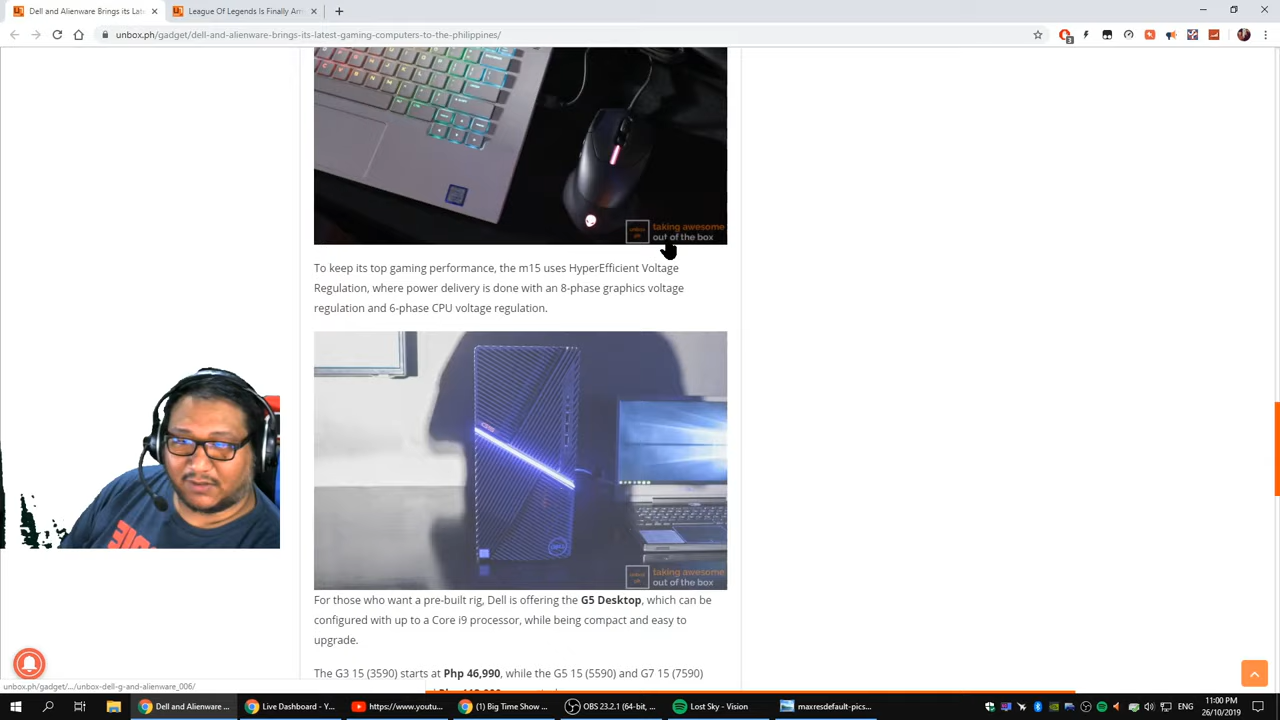 Dell and Alienware Brings its Late
League Of Legends Is Finally Arri
unbox.ph/gadget/dell-and-alienware-brings-its-latest-gaming-computers-to-the-philippines/
3
taking awesome
out of the box
To keep its top gaming performance, the m15 uses HyperEfficient Voltage
Regulation, where power delivery is done with an 8-phase graphics voltage
regulation and 6-phase CPU voltage regulation.
DELL
taking awesome
out of the box
For those who want a pre-built rig, Dell is offering the G5 Desktop, which can be
configured with up to a Core i9 processor, while being compact and easy to
upgrade.
The G3 15 (3590) starts at Php 46,990, while the G5 15 (5590) and G7 15 (7590)
unbox.ph/gadget/.../unbox-dell-g-and-alienware_006/
Dell and Alienware ...
Live Dashboard - Y...
https://www.youtu...
(1) Big Time Show ...
OBS 23.2.1 (64-bit, ...
Lost Sky - Vision
maxresdefault-pics...
ENG
11:00 PM
26/10/2019